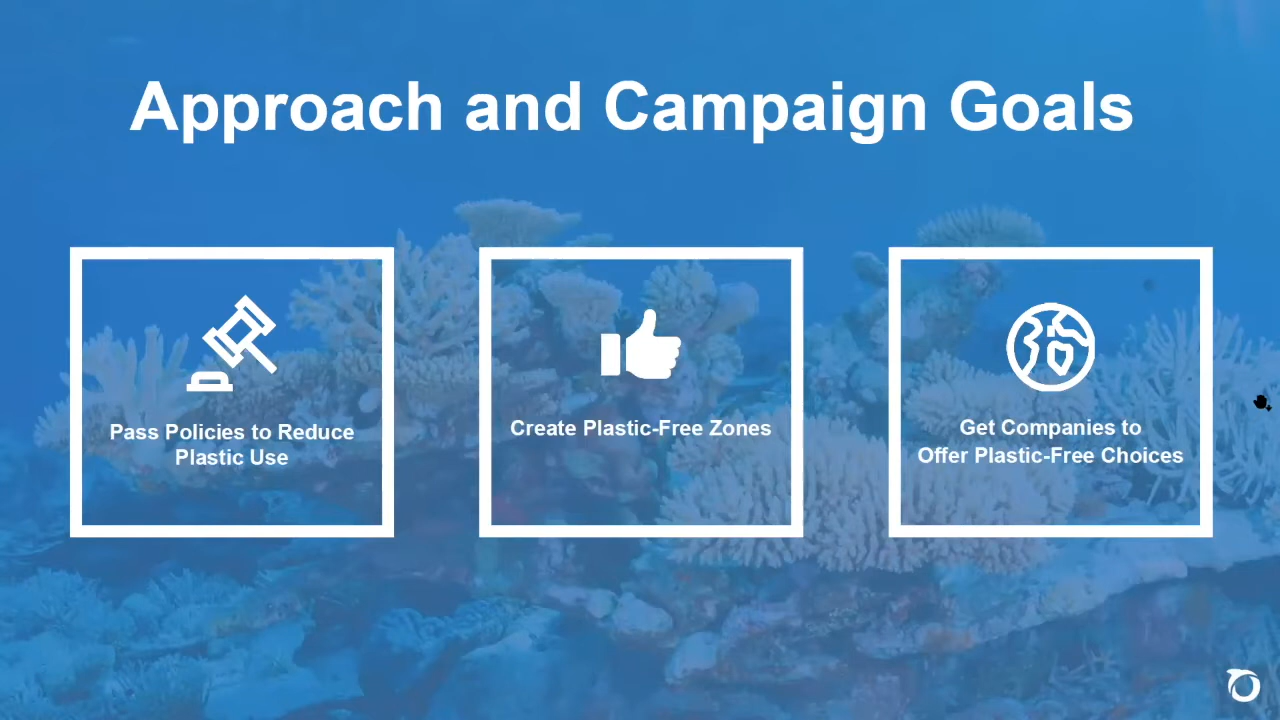 Approach and Campaign Goals
Pass Policies to Reduce
Plastic Use
Create Plastic-Free Zones
Get Companies to
Offer Plastic-Free Choices